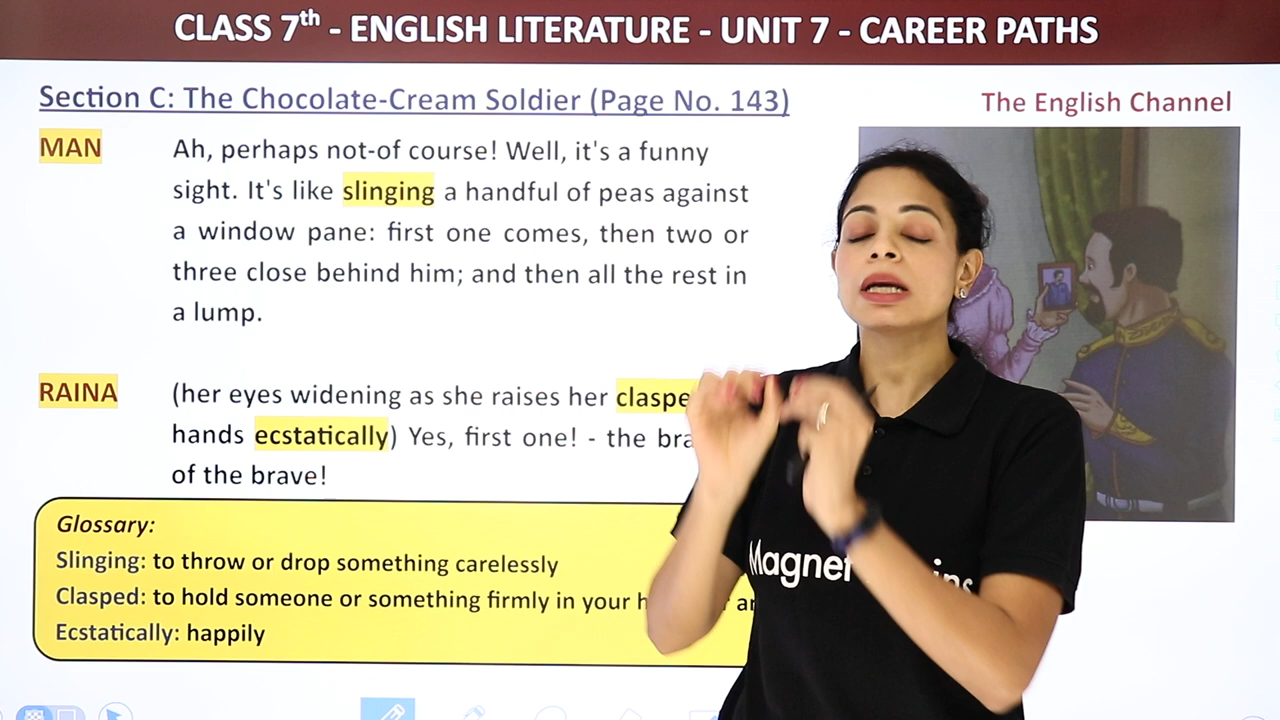 CLASS 7th - ENGLISH LITERATURE - UNIT 7 - CAREER PATHS
Section C: The Chocolate-Cream Soldier (Page No. 143)
The English Channel
MAN
Ah, perhaps not-of course! Well, it's a funny
sight. It's like slinging a handful of peas against
a window pane: first one comes, then two or
three close behind him; and then all the rest in
a lump.
RAINA
(her eyes widening as she raises her
hands ecstatically) Yes, first one! - the
of the brave!
Glossary:
Slinging: to throw or drop something carelessly
Clasped: to hold someone or something firmly in your
Ecstatically: happily